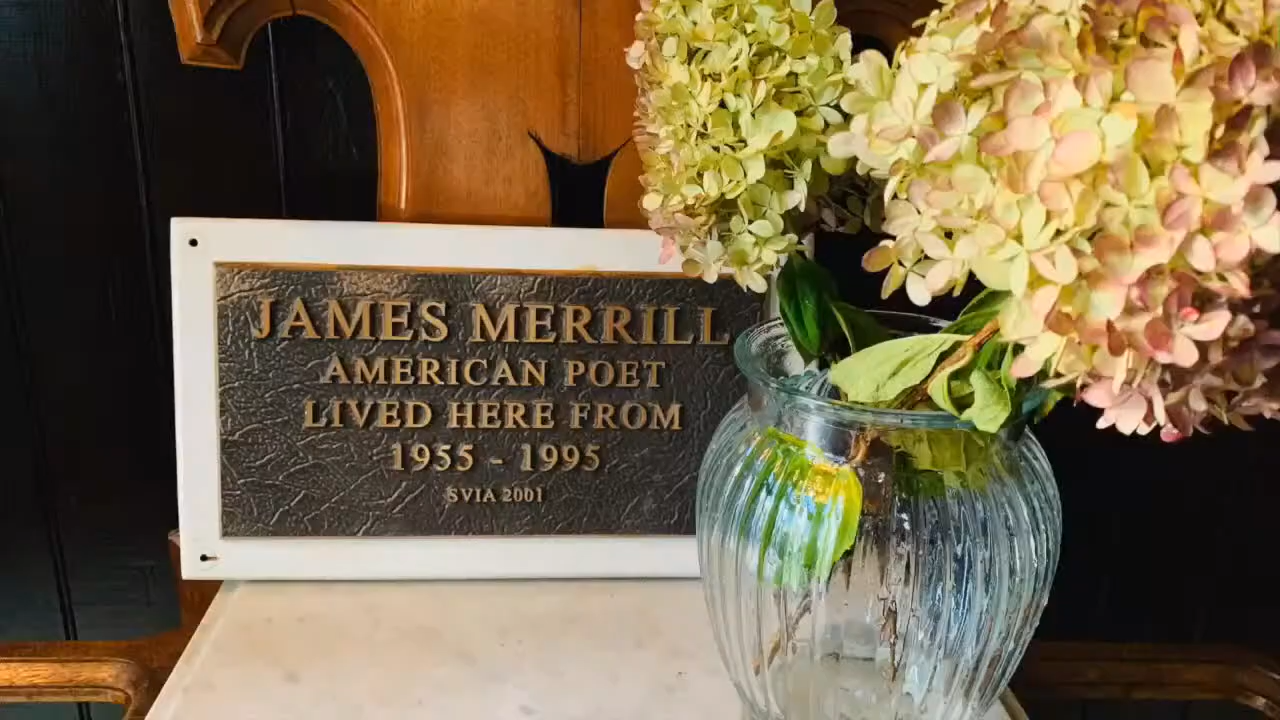 JAMES MERRILL
AMERICAN POET
LIVED HERE FROM
1955 - 1995
SVIA 2001